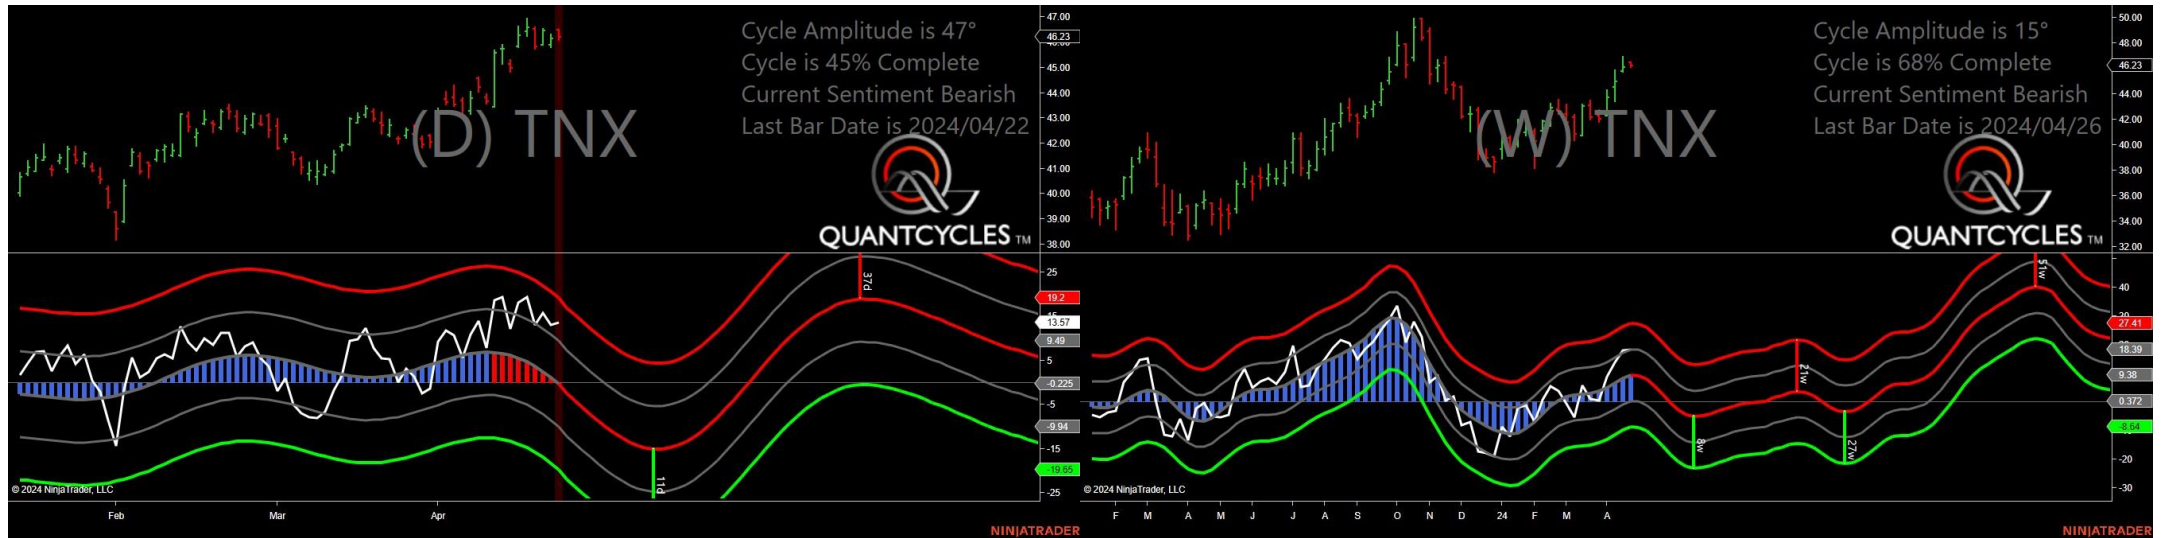 Cycle Amplitude is 47°
Cycle is 45% Complete
Current Sentiment Bearish
Last Bar Date is 2024/04/22
(D) TNX
QUANTCYCLES TM
47.00
46.23
45.00
44.00
43.00
42.00
41.00
40.00
39.00
38.00
25
19.2
13.57
9.49
5
-0.225
-5
-9.94
-15
-19.65
-25
37d
11d
© 2024 NinjaTrader, LLC
Feb Mar Apr
NINJATRADER
Cycle Amplitude is 15°
Cycle is 68% Complete
Current Sentiment Bearish
Last Bar Date is 2024/04/26
(W) TNX
QUANTCYCLES TM
50.00
48.00
46.23
44.00
42.00
40.00
38.00
36.00
34.00
32.00
40
27.41
18.39
9.38
0.372
-8.64
-20
-30
51w
21w
8w
27w
© 2024 NinjaTrader, LLC
F M A M J J A S O N D 24 F M A
NINJATRADER